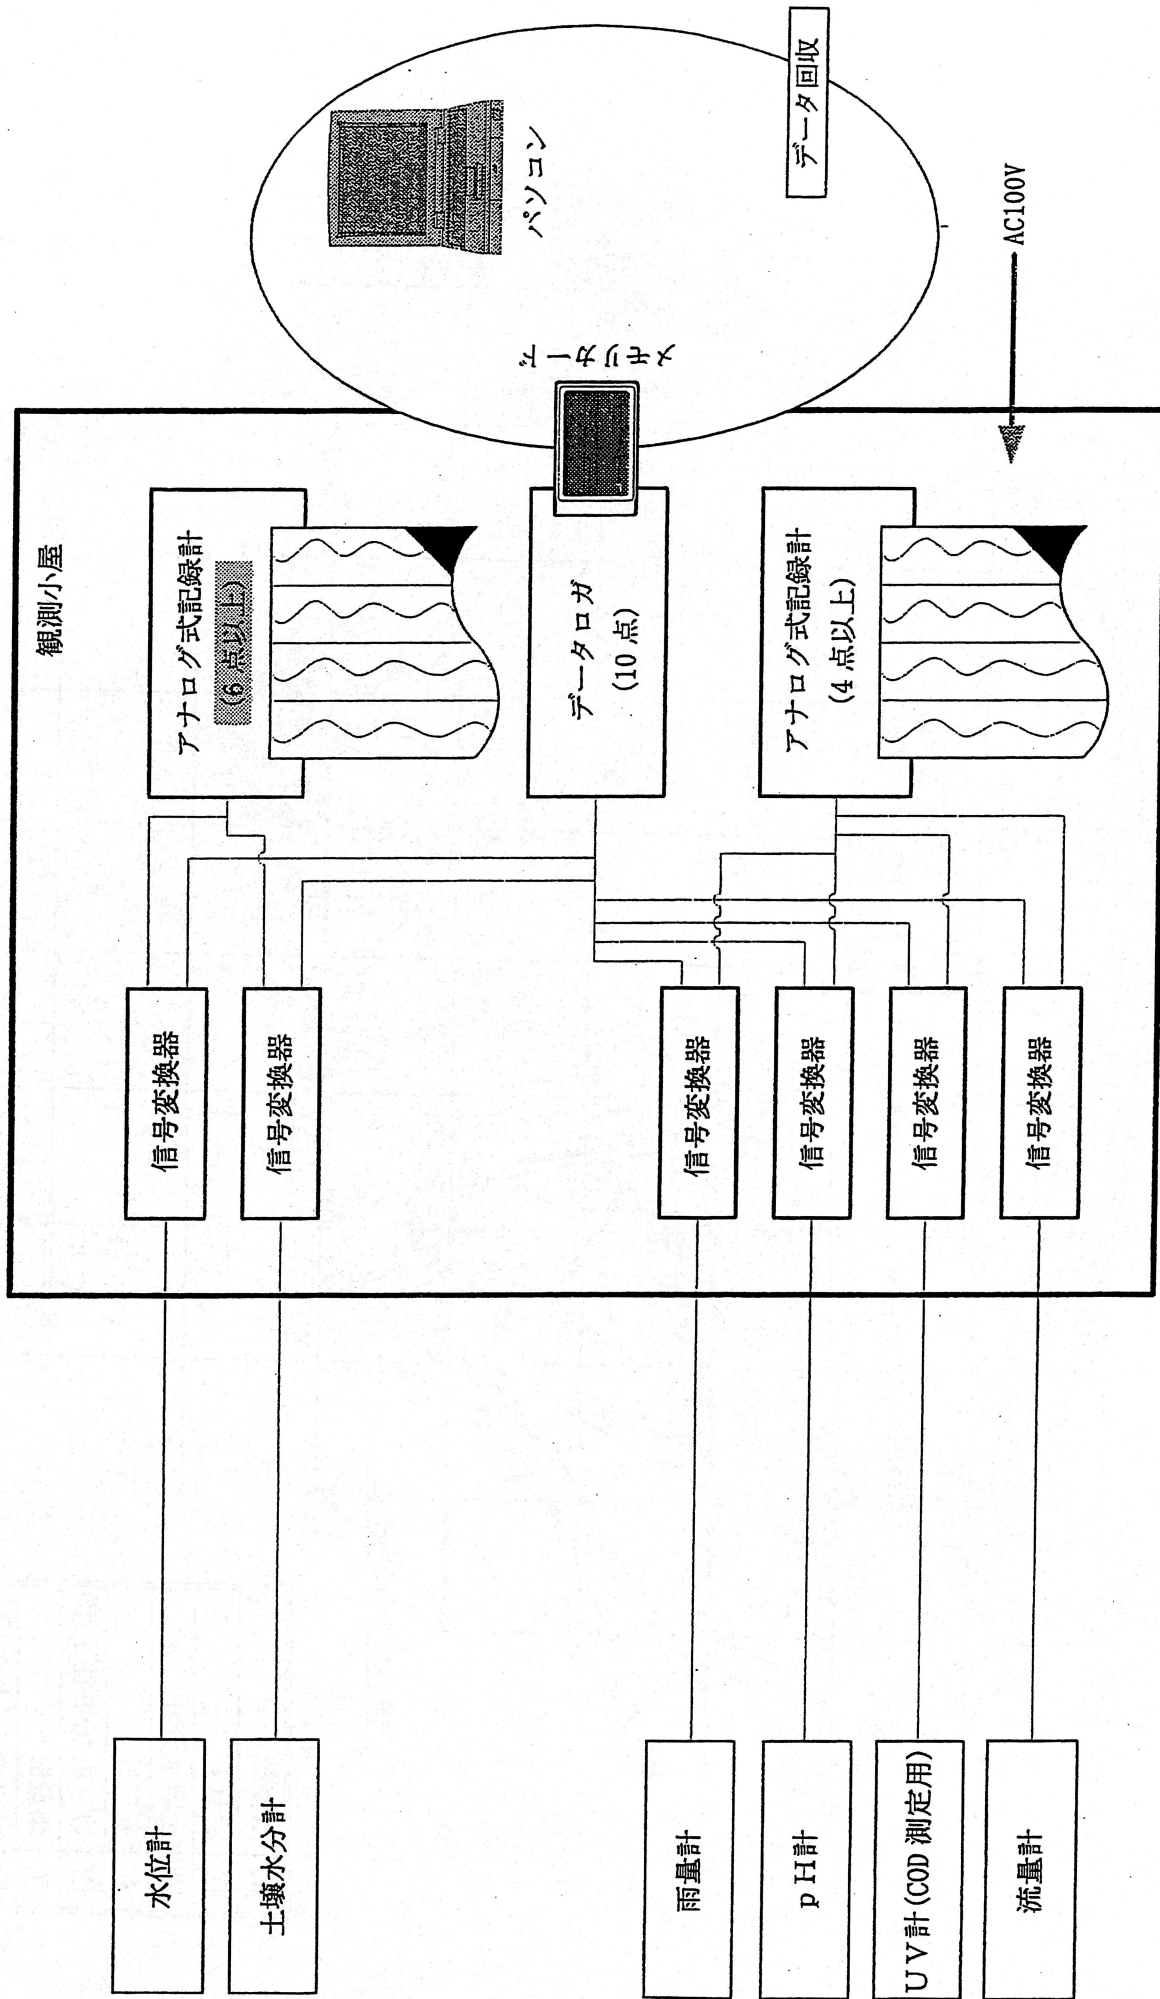 観測小屋
水位計
信号変換器
アナログ式記録計
(6 点以上)
土壌水分計
信号変換器
データロガ
(10 点)
メモリカード
パソコン
データ回収
雨量計
信号変換器
アナログ式記録計
(4 点以上)
pH計
信号変換器
UV計(COD 測定用)
信号変換器
流量計
信号変換器
AC100V